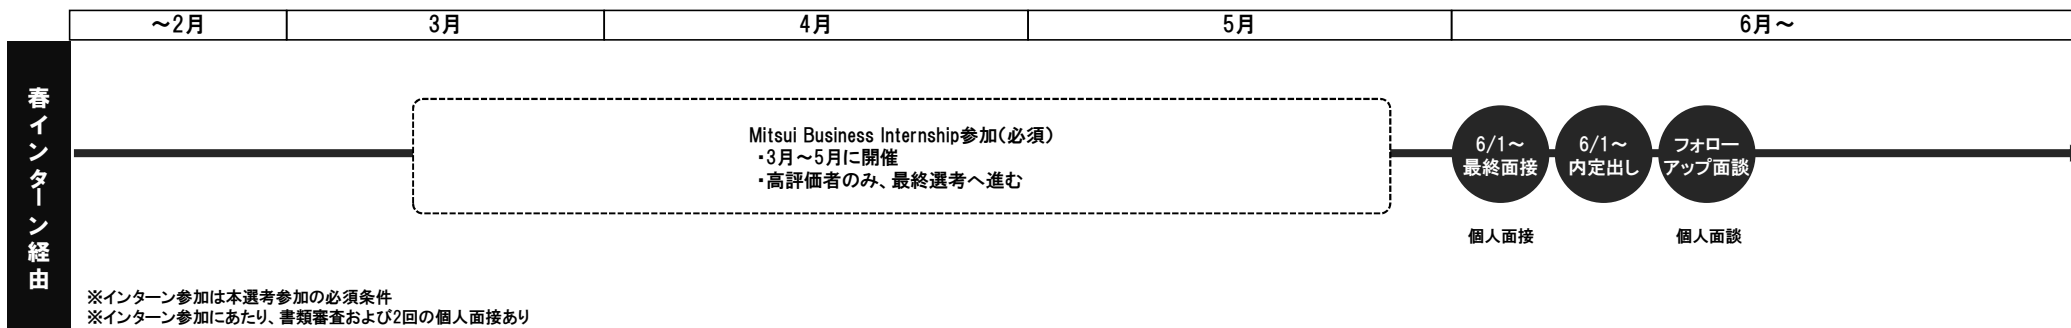 ～2月
3月
4月
5月
6月～
春インターン経由
Mitsui Business Internship参加(必須)
・3月～5月に開催
・高評価者のみ、最終選考へ進む
6/1～
最終面接
6/1～
内定出し
フォロー
アップ面談
個人面接
個人面談
※インターン参加は本選考参加の必須条件
※インターン参加にあたり、書類審査および2回の個人面接あり